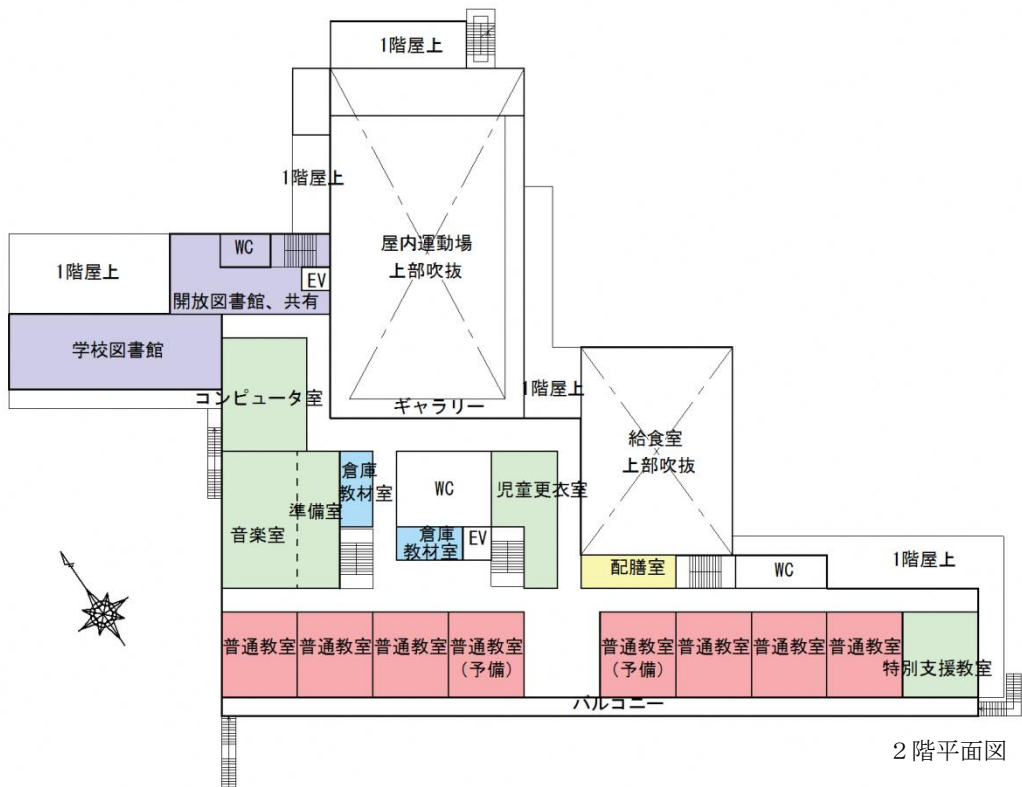 1階屋上
1階屋上
WC
EV
屋内運動場
上部吹抜
1階屋上
開放図書館、共有
学校図書館
コンピュータ室
ギャラリー
1階屋上
給食室
上部吹抜
倉庫
教材室
WC
児童更衣室
準備室
音楽室
倉庫
教材室
EV
配膳室
WC
1階屋上
普通教室
普通教室
普通教室
普通教室
(予備)
普通教室
(予備)
普通教室
普通教室
普通教室
特別支援教室
バルコニー
2階平面図